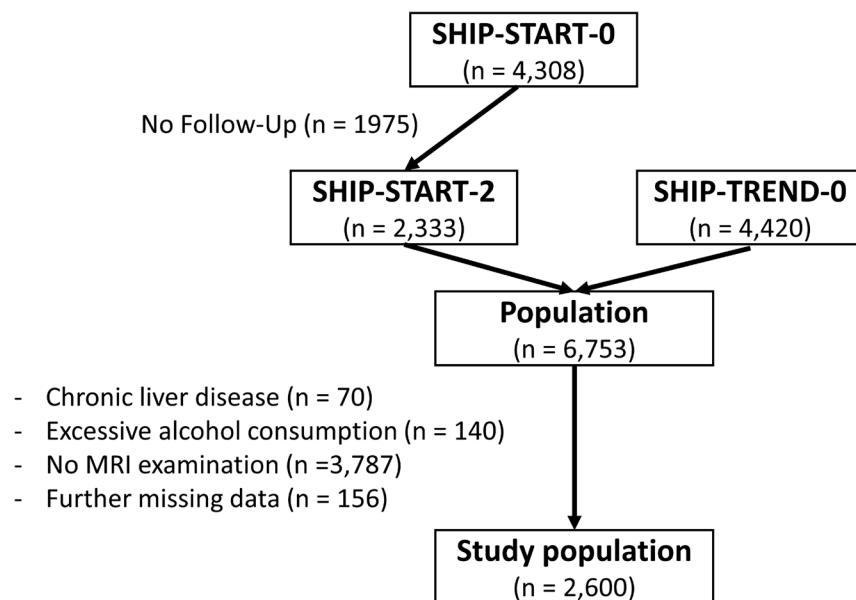 SHIP-START-0
(n = 4,308)
No Follow-Up (n = 1975)
SHIP-START-2
(n = 2,333)
SHIP-TREND-0
(n = 4,420)
Population
(n = 6,753)
- Chronic liver disease (n = 70)
- Excessive alcohol consumption (n = 140)
- No MRI examination (n =3,787)
- Further missing data (n = 156)
Study population
(n = 2,600)